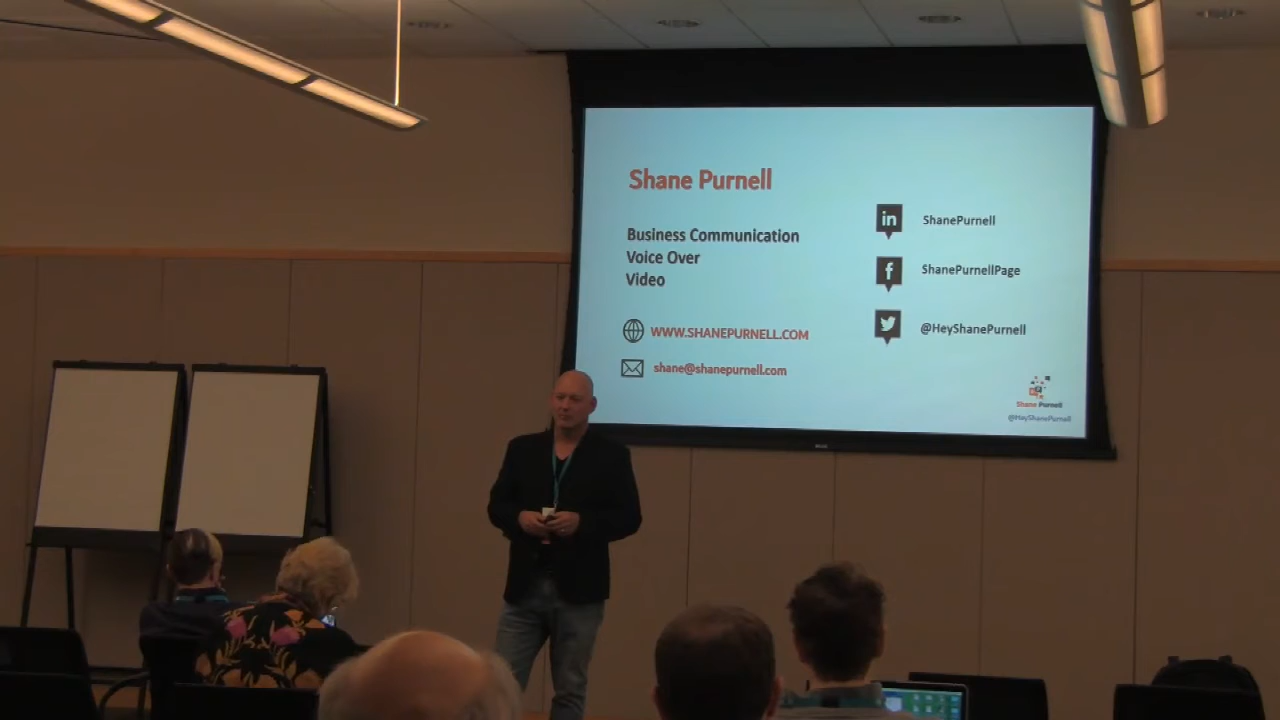 Shane Purnell
Business Communication
Voice Over
Video
WWW.SHANEPURNELL.COM
shane@shanepurnell.com
in
ShanePurnell
f
ShanePurnellPage
@HeyShanePurnell
Shane Purnell
@HeyShanePurnell